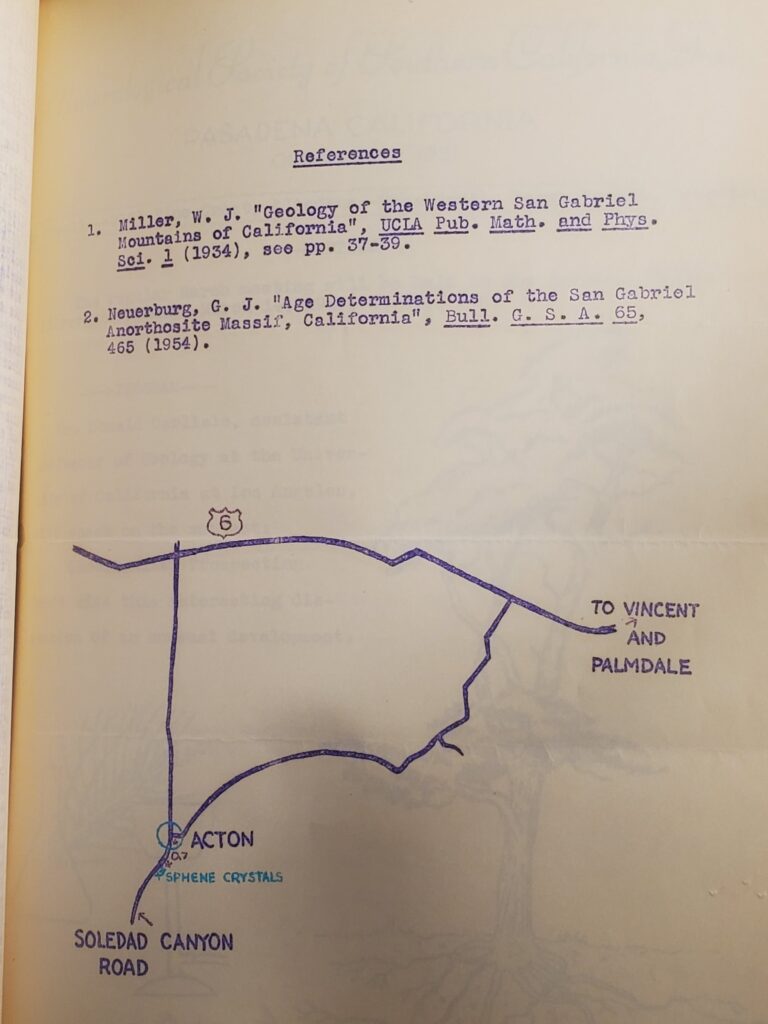 References
1. Miller, W. J. "Geology of the Western San Gabriel
Mountains of California", UCLA Pub. Math. and Phys.
Sci. 1 (1934), see pp. 37-39.
2. Neuerburg, G. J. "Age Determinations of the San Gabriel
Anorthosite Massif, California", Bull. G. S. A. 65,
465 (1954).
6
TO VINCENT
AND
PALMDALE
ACTON
0.7
SPHENE CRYSTALS
SOLEDAD CANYON
ROAD